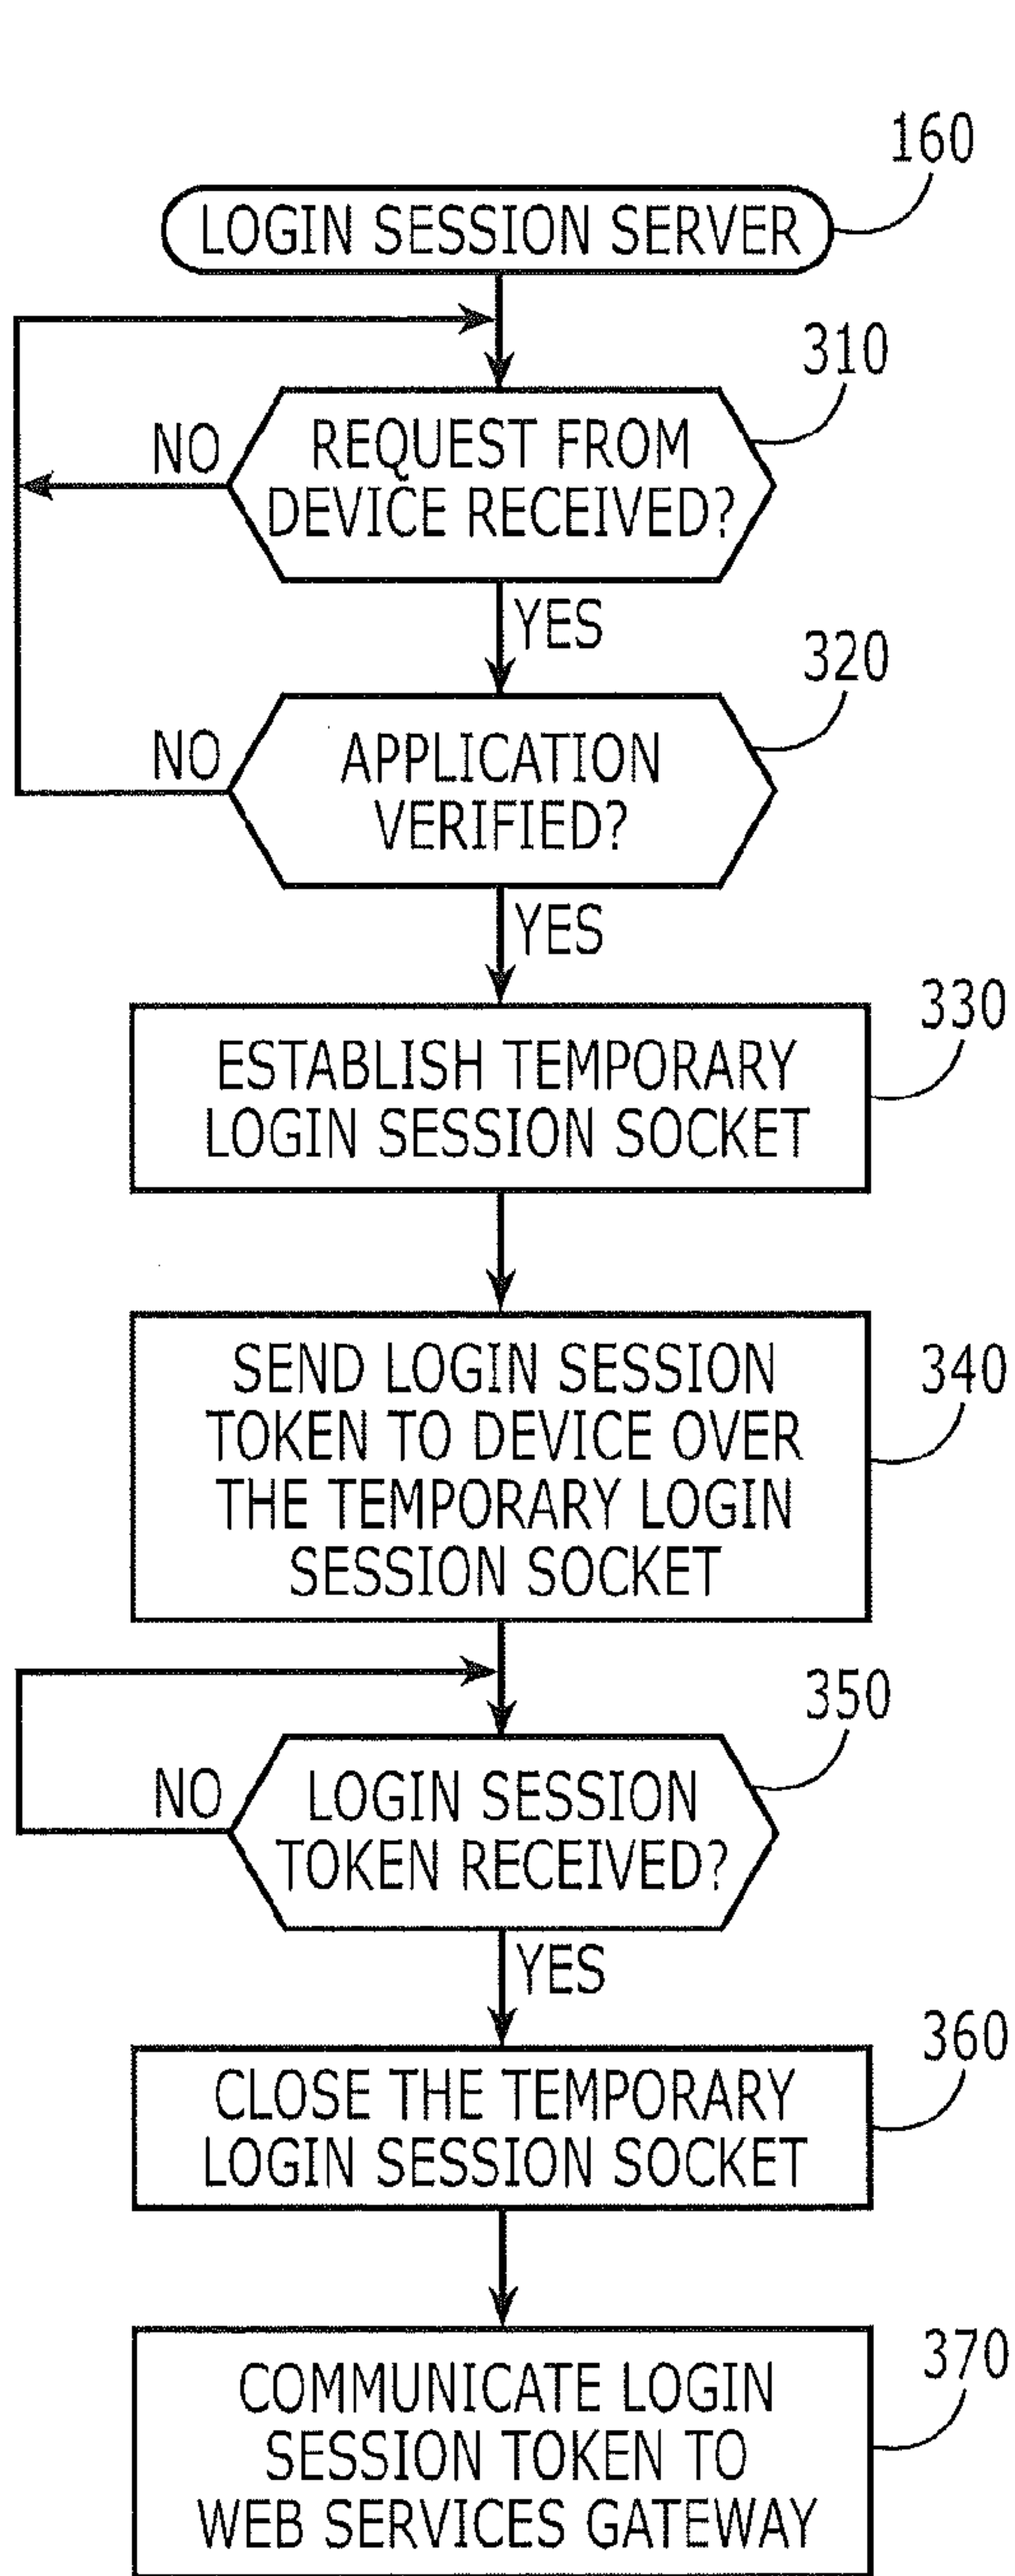 160
LOGIN SESSION SERVER
310
NO
REQUEST FROM
DEVICE RECEIVED?
YES
320
NO
APPLICATION
VERIFIED?
YES
330
ESTABLISH TEMPORARY
LOGIN SESSION SOCKET
340
SEND LOGIN SESSION
TOKEN TO DEVICE OVER
THE TEMPORARY LOGIN
SESSION SOCKET
350
NO
LOGIN SESSION
TOKEN RECEIVED?
YES
360
CLOSE THE TEMPORARY
LOGIN SESSION SOCKET
370
COMMUNICATE LOGIN
SESSION TOKEN TO
WEB SERVICES GATEWAY